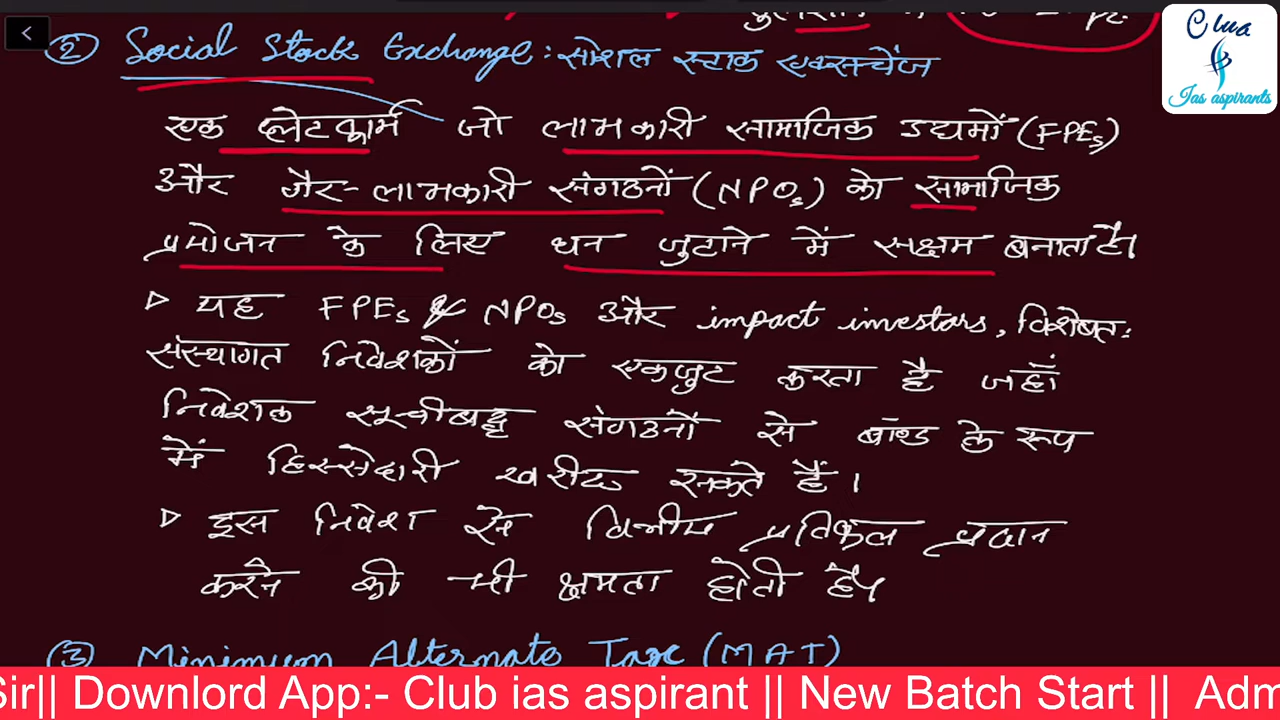 ② Social Stock Exchange: सोशल स्टाक एक्सचेंज
एक प्लेटफार्म जो लाभकारी सामाजिक उद्यमों (FPEs)
और गैर-लाभकारी संगठनों (NPOs) को सामाजिक
प्रयोजन के लिए धन जुटाने में सक्षम बनाता है।
▷ यह FPEs & NPOs और impact investors, विशेषतः
संस्थागत निवेशकों को एकजुट करता है जहाँ
निवेशक सूचीबद्ध संगठनों से बॉण्ड के रूप
में हिस्सेदारी खरीद सकते हैं।
▷ इस निवेश से वित्तीय प्रतिफल प्रदान
करने की भी क्षमता होती है।
③ Minimum Alternate Tax (MAT)
Club
Ias aspirants
Sir|| Downlord App:- Club ias aspirant || New Batch Start || Adm